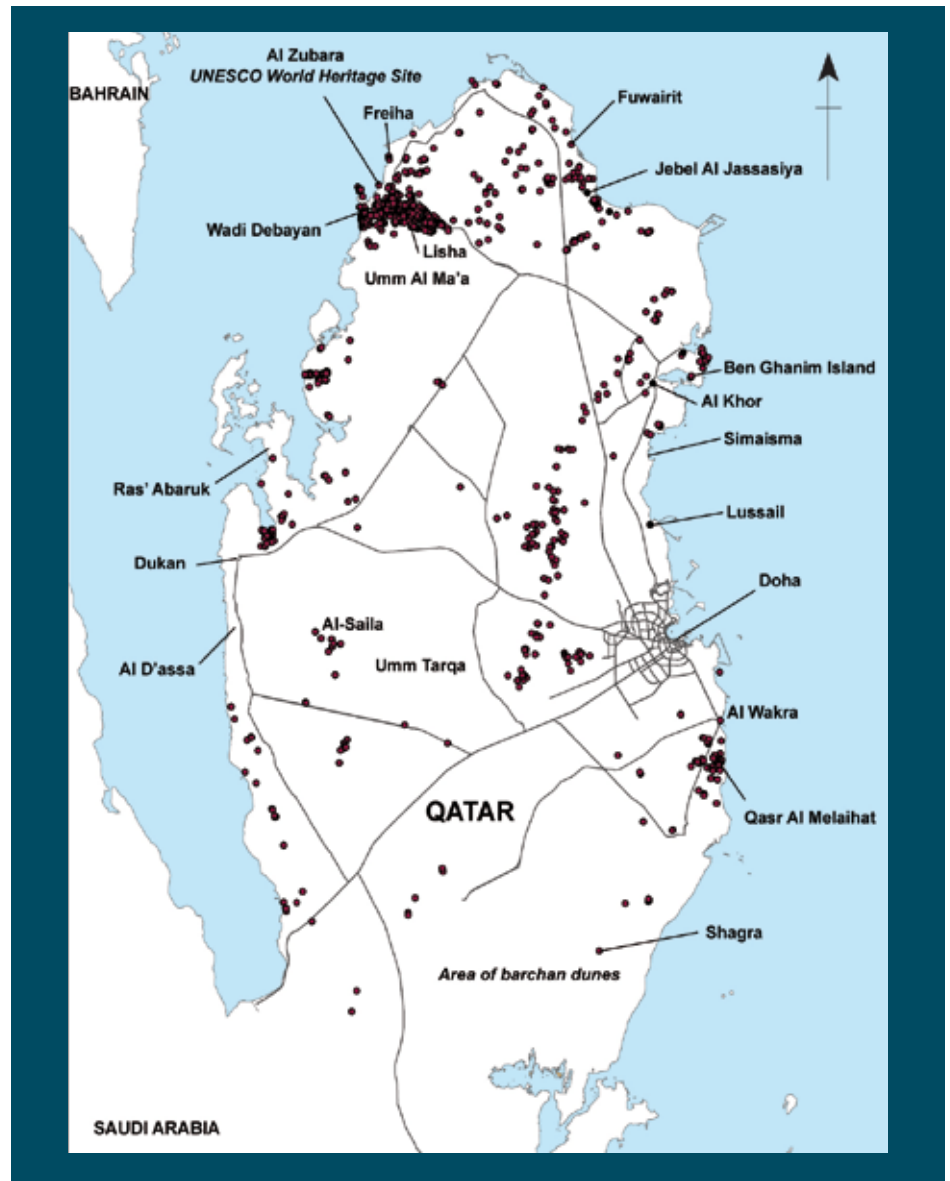 Al Zubara
UNESCO World Heritage Site
BAHRAIN
Freiha
Fuwairit
Jebel Al Jassasiya
Wadi Debayan
Lisha
Umm Al Ma'a
Ben Ghanim Island
Al Khor
Simaisma
Ras' Abaruk
Lussail
Dukan
Doha
Al-Saila
Umm Tarqa
Al D'assa
Al Wakra
QATAR
Qasr Al Melaihat
Shagra
Area of barchan dunes
SAUDI ARABIA